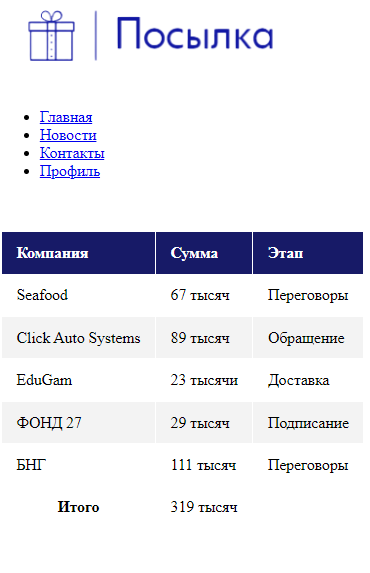 Посылка
Главная
Новости
Контакты
Профиль
Компания Сумма Этап
Seafood 67 тысяч Переговоры
Click Auto Systems 89 тысяч Обращение
EduGam 23 тысячи Доставка
ФОНД 27 29 тысяч Подписание
БНГ 111 тысяч Переговоры
Итого 319 тысяч